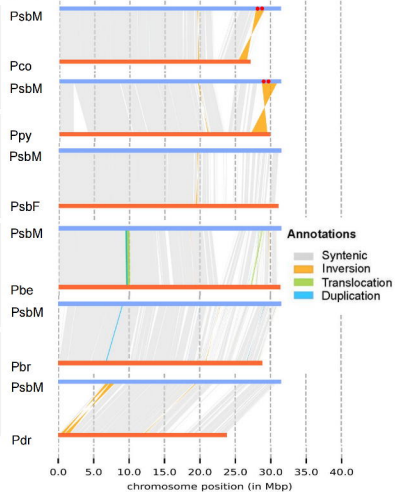 PsbM
Pco
PsbM
Ppy
PsbM
PsbF
PsbM
Annotations
Syntenic
Inversion
Translocation
Duplication
Pbe
PsbM
Pbr
PsbM
Pdr
0.0 5.0 10.0 15.0 20.0 25.0 30.0 35.0 40.0
chromosome position (in Mbp)